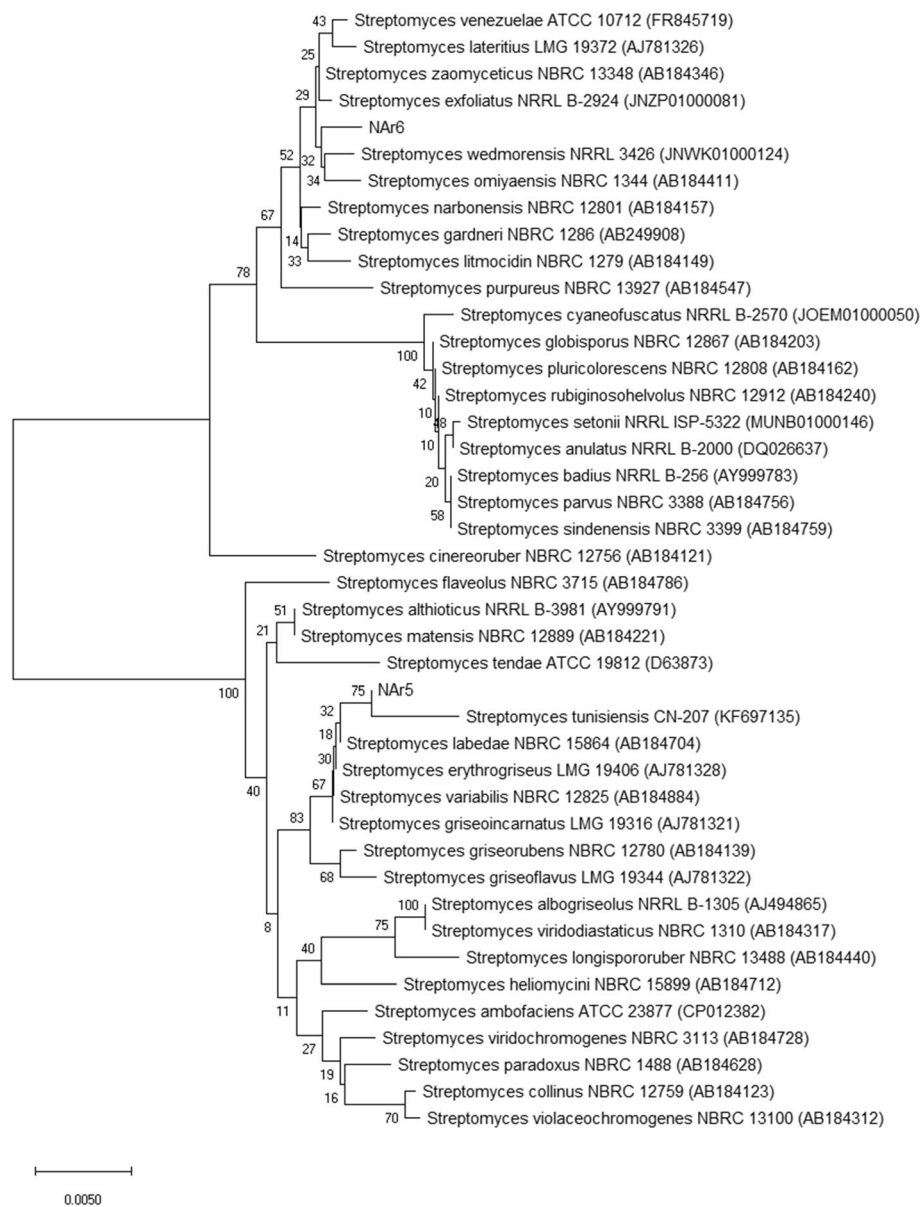 43
Streptomyces venezuelae ATCC 10712 (FR845719)
Streptomyces lateritius LMG 19372 (AJ781326)
25
Streptomyces zaomyceticus NBRC 13348 (AB184346)
29
Streptomyces exfoliatus NRRL B-2924 (JNZP01000081)
NAr6
52
32
Streptomyces wedmorensis NRRL 3426 (JNWK01000124)
34
Streptomyces omiyaensis NBRC 1344 (AB184411)
67
Streptomyces narbonensis NBRC 12801 (AB184157)
14
Streptomyces gardneri NBRC 1286 (AB249908)
33
Streptomyces litmocidin NBRC 1279 (AB184149)
78
Streptomyces purpureus NBRC 13927 (AB184547)
Streptomyces cyaneofuscatus NRRL B-2570 (JOEM01000050)
100
Streptomyces globisporus NBRC 12867 (AB184203)
42
Streptomyces pluricolorescens NBRC 12808 (AB184162)
10
Streptomyces rubiginosohelvolus NBRC 12912 (AB184240)
48
Streptomyces setonii NRRL ISP-5322 (MUNB01000146)
10
Streptomyces anulatus NRRL B-2000 (DQ026637)
20
Streptomyces badius NRRL B-256 (AY999783)
Streptomyces parvus NBRC 3388 (AB184756)
58
Streptomyces sindenensis NBRC 3399 (AB184759)
Streptomyces cinereoruber NBRC 12756 (AB184121)
Streptomyces flaveolus NBRC 3715 (AB184786)
51
Streptomyces althioticus NRRL B-3981 (AY999791)
21
Streptomyces matensis NBRC 12889 (AB184221)
Streptomyces tendae ATCC 19812 (D63873)
100
75
NAr5
32
Streptomyces tunisiensis CN-207 (KF697135)
18
Streptomyces labedae NBRC 15864 (AB184704)
30
Streptomyces erythrogriseus LMG 19406 (AJ781328)
40
67
Streptomyces variabilis NBRC 12825 (AB184884)
83
Streptomyces griseoincarnatus LMG 19316 (AJ781321)
Streptomyces griseorubens NBRC 12780 (AB184139)
68
Streptomyces griseoflavus LMG 19344 (AJ781322)
100
Streptomyces albogriseolus NRRL B-1305 (AJ494865)
8
75
Streptomyces viridodiastaticus NBRC 1310 (AB184317)
40
Streptomyces longispororuber NBRC 13488 (AB184440)
Streptomyces heliomycini NBRC 15899 (AB184712)
11
Streptomyces ambofaciens ATCC 23877 (CP012382)
27
Streptomyces viridochromogenes NBRC 3113 (AB184728)
19
Streptomyces paradoxus NBRC 1488 (AB184628)
16
Streptomyces collinus NBRC 12759 (AB184123)
70
Streptomyces violaceochromogenes NBRC 13100 (AB184312)
0.0050